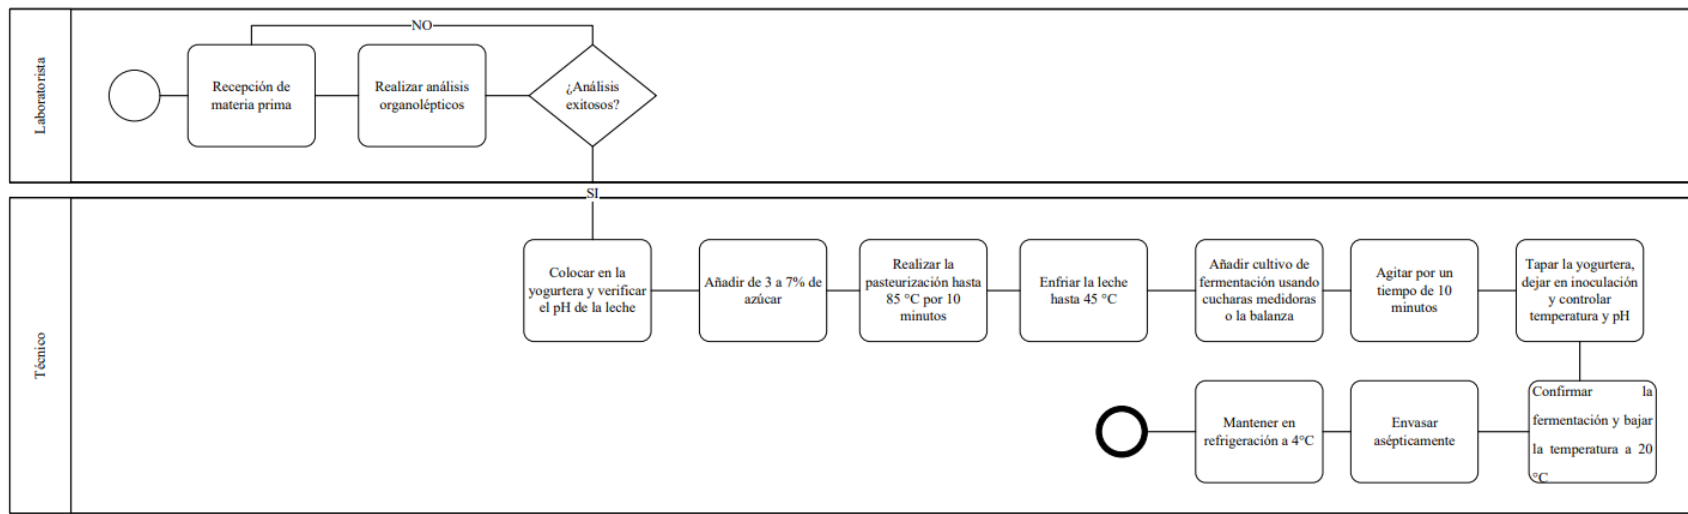 Laboratorista
NO
Recepción de
materia prima
Realizar análisis
organolépticos
¿Análisis
exitosos?
SI
Técnico
Colocar en la
yogurtera y verificar
el pH de la leche
Añadir de 3 a 7% de
azúcar
Realizar la
pasteurización hasta
85 °C por 10
minutos
Enfriar la leche
hasta 45 °C
Añadir cultivo de
fermentación usando
cucharas medidoras
o la balanza
Agitar por un
tiempo de 10
minutos
Tapar la yogurtera,
dejar en inoculación
y controlar
temperatura y pH
Confirmar la
fermentación y bajar
la temperatura a 20
°C
Envasar
asépticamente
Mantener en
refrigeración a 4°C